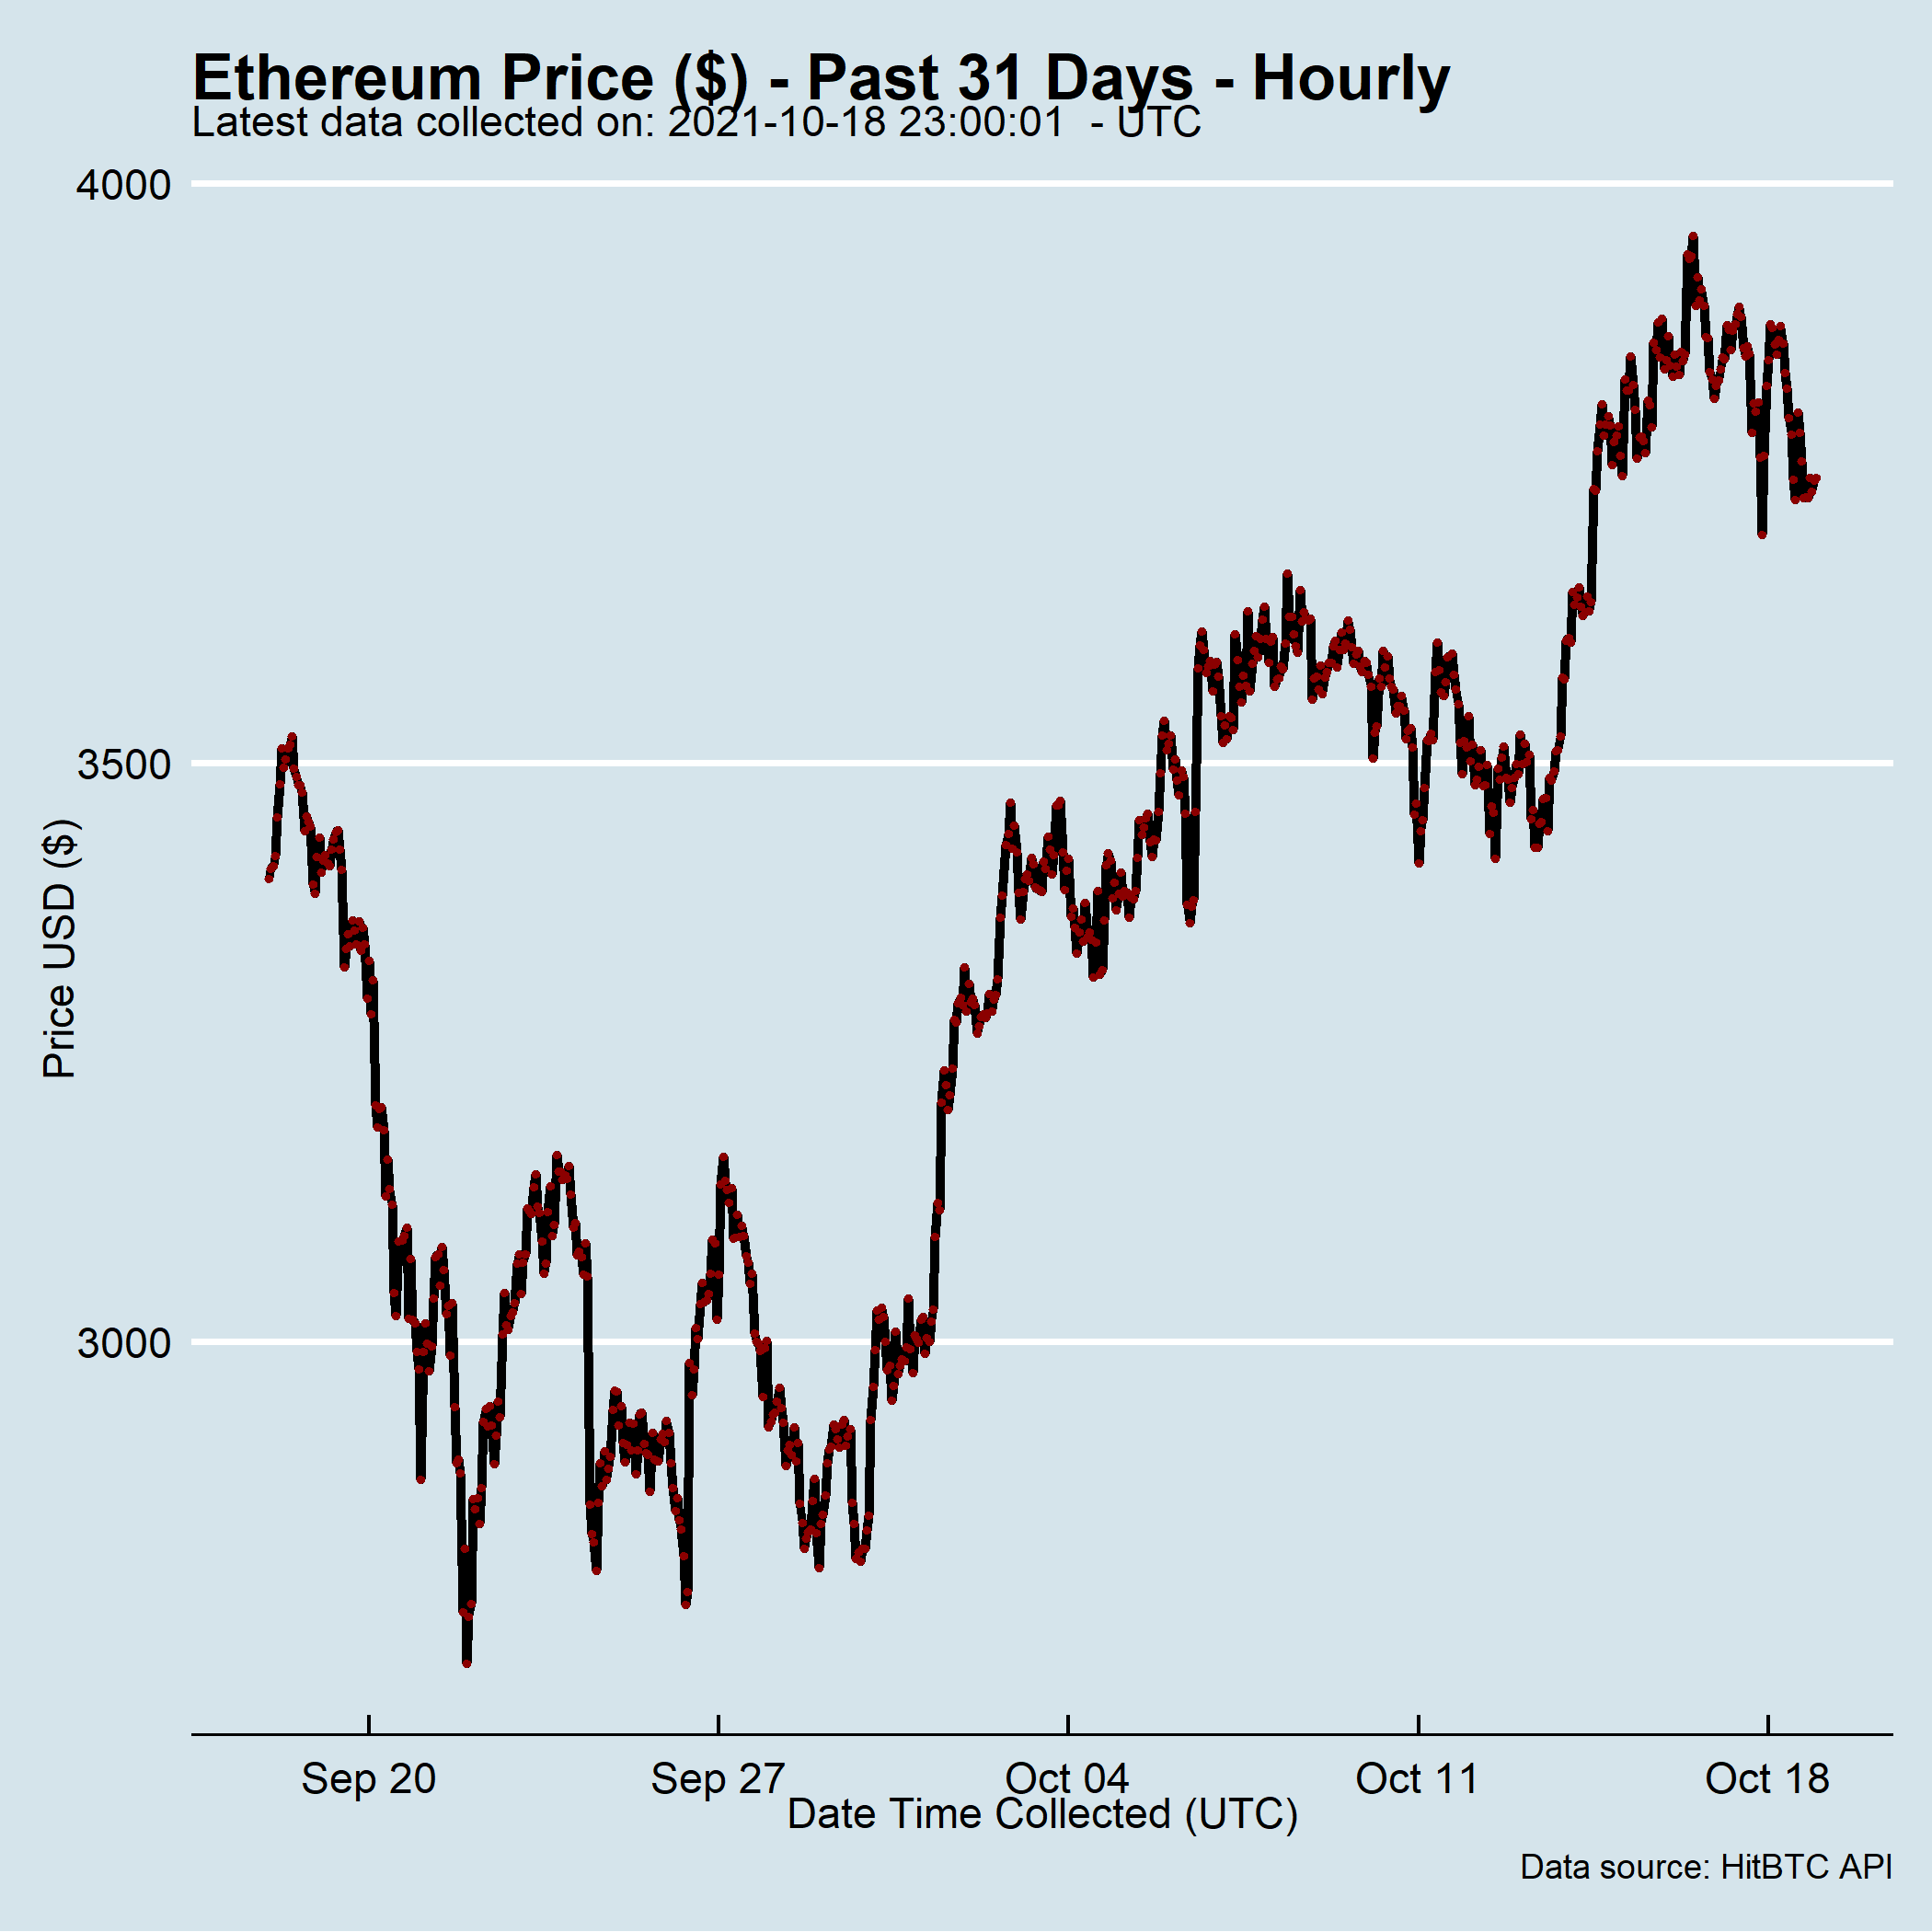 Ethereum Price ($) - Past 31 Days - Hourly
Latest data collected on: 2021-10-18 23:00:01  - UTC
4000
3500
3000
Price USD ($)
Sep 20
Sep 27
Oct 04
Oct 11
Oct 18
Date Time Collected (UTC)
Data source: HitBTC API